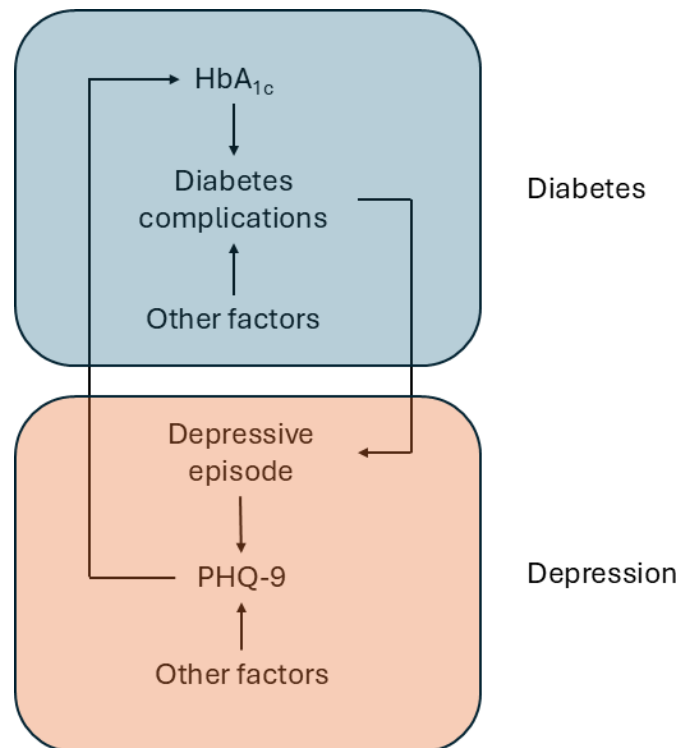 HbA1c
Diabetes
complications
Diabetes
Other factors
Depressive
episode
PHQ-9
Depression
Other factors